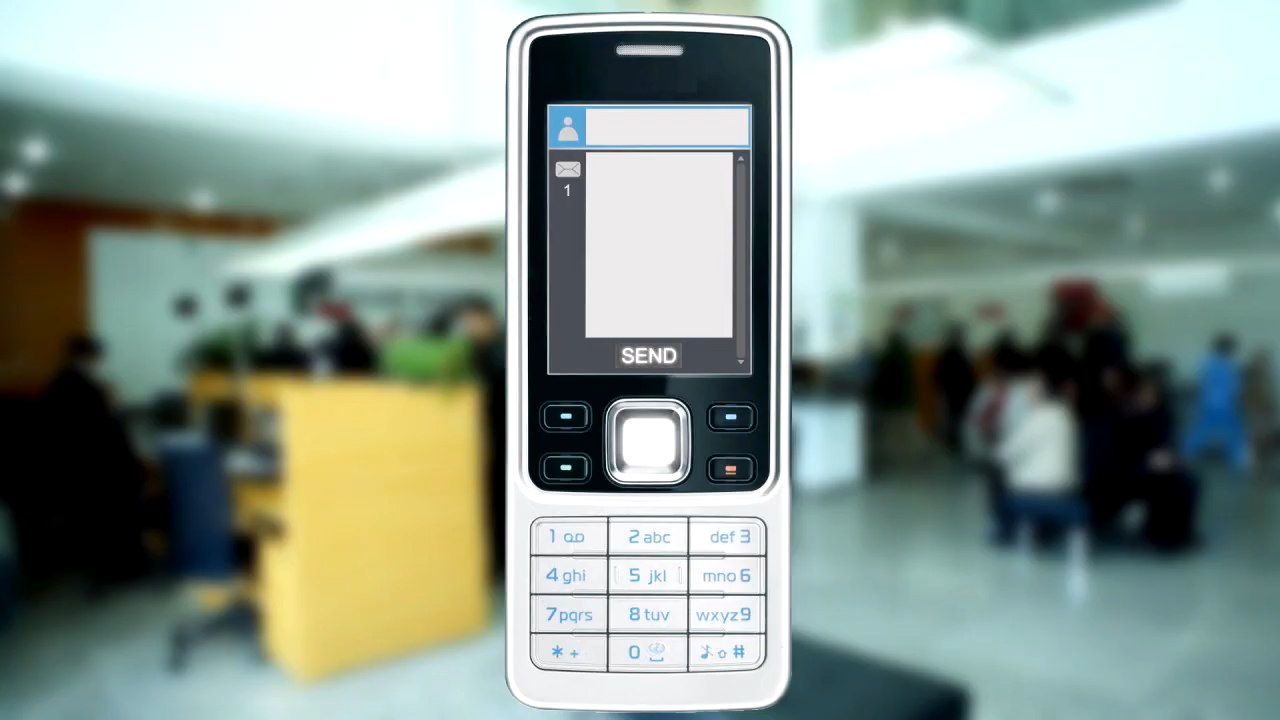 1
SEND
1
2 abc
def 3
4 ghi
5 jkl
mno 6
7 pqrs
8 tuv
wxyz 9
* +
0
#